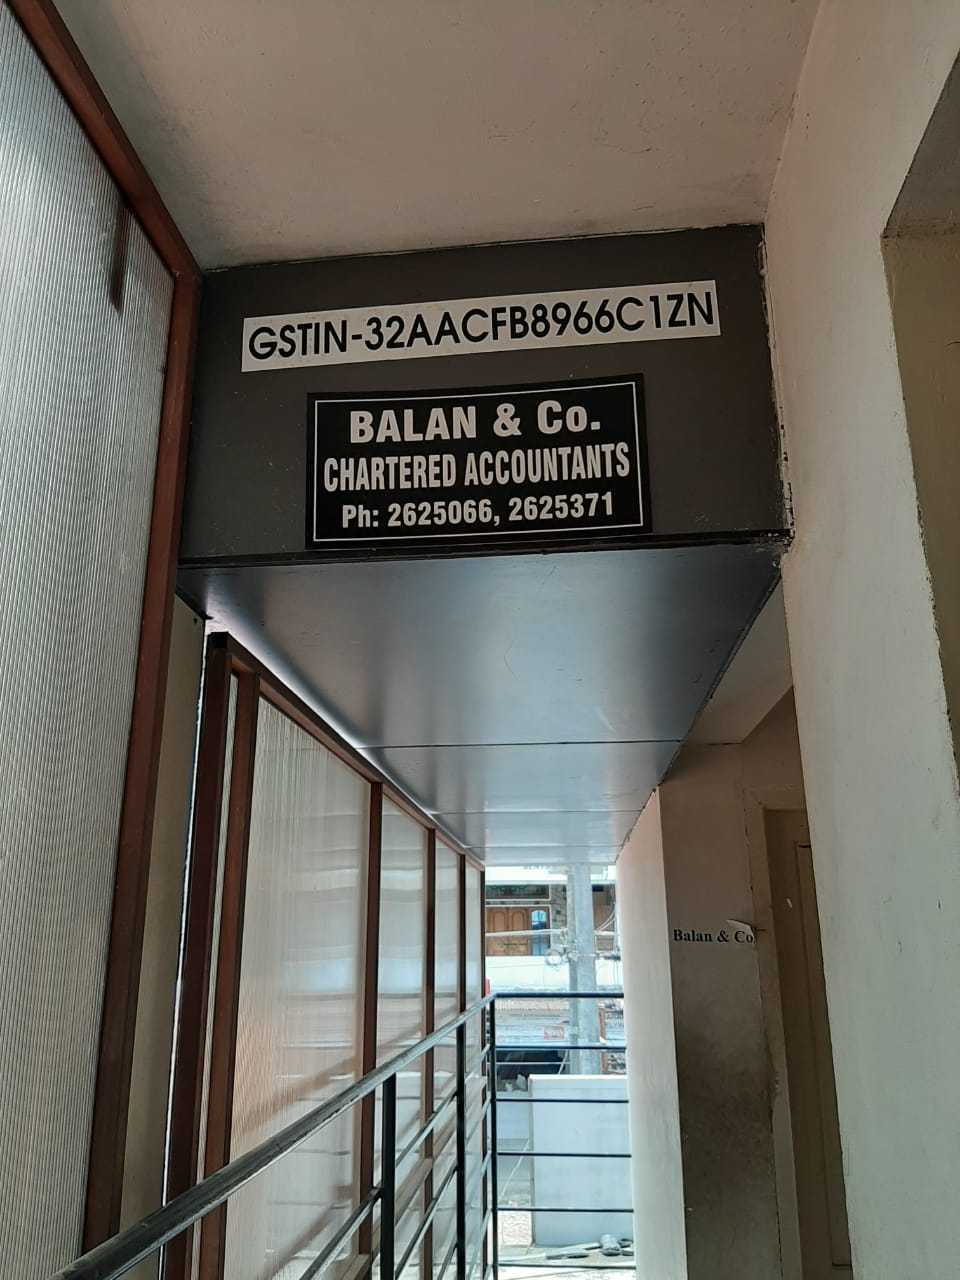 GSTIN-32AACFB8966C1ZN
BALAN & Co.
CHARTERED ACCOUNTANTS
Ph: 2625066, 2625371
Balan & Co